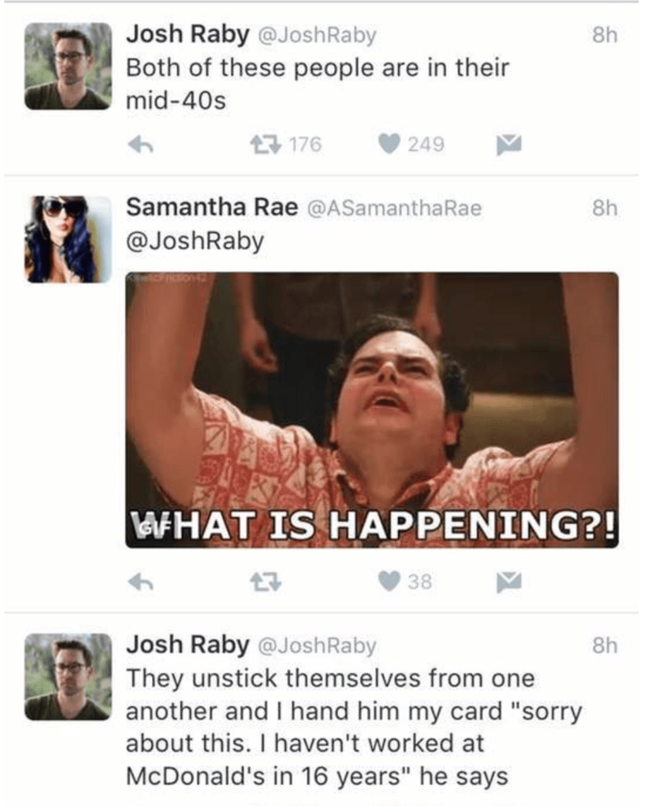 Josh Raby @JoshRaby 8h
Both of these people are in their
mid-40s
176 249
Samantha Rae @ASamanthaRae 8h
@JoshRaby
GIF
WHAT IS HAPPENING?!
38
Josh Raby @JoshRaby 8h
They unstick themselves from one
another and I hand him my card "sorry
about this. I haven't worked at
McDonald's in 16 years" he says